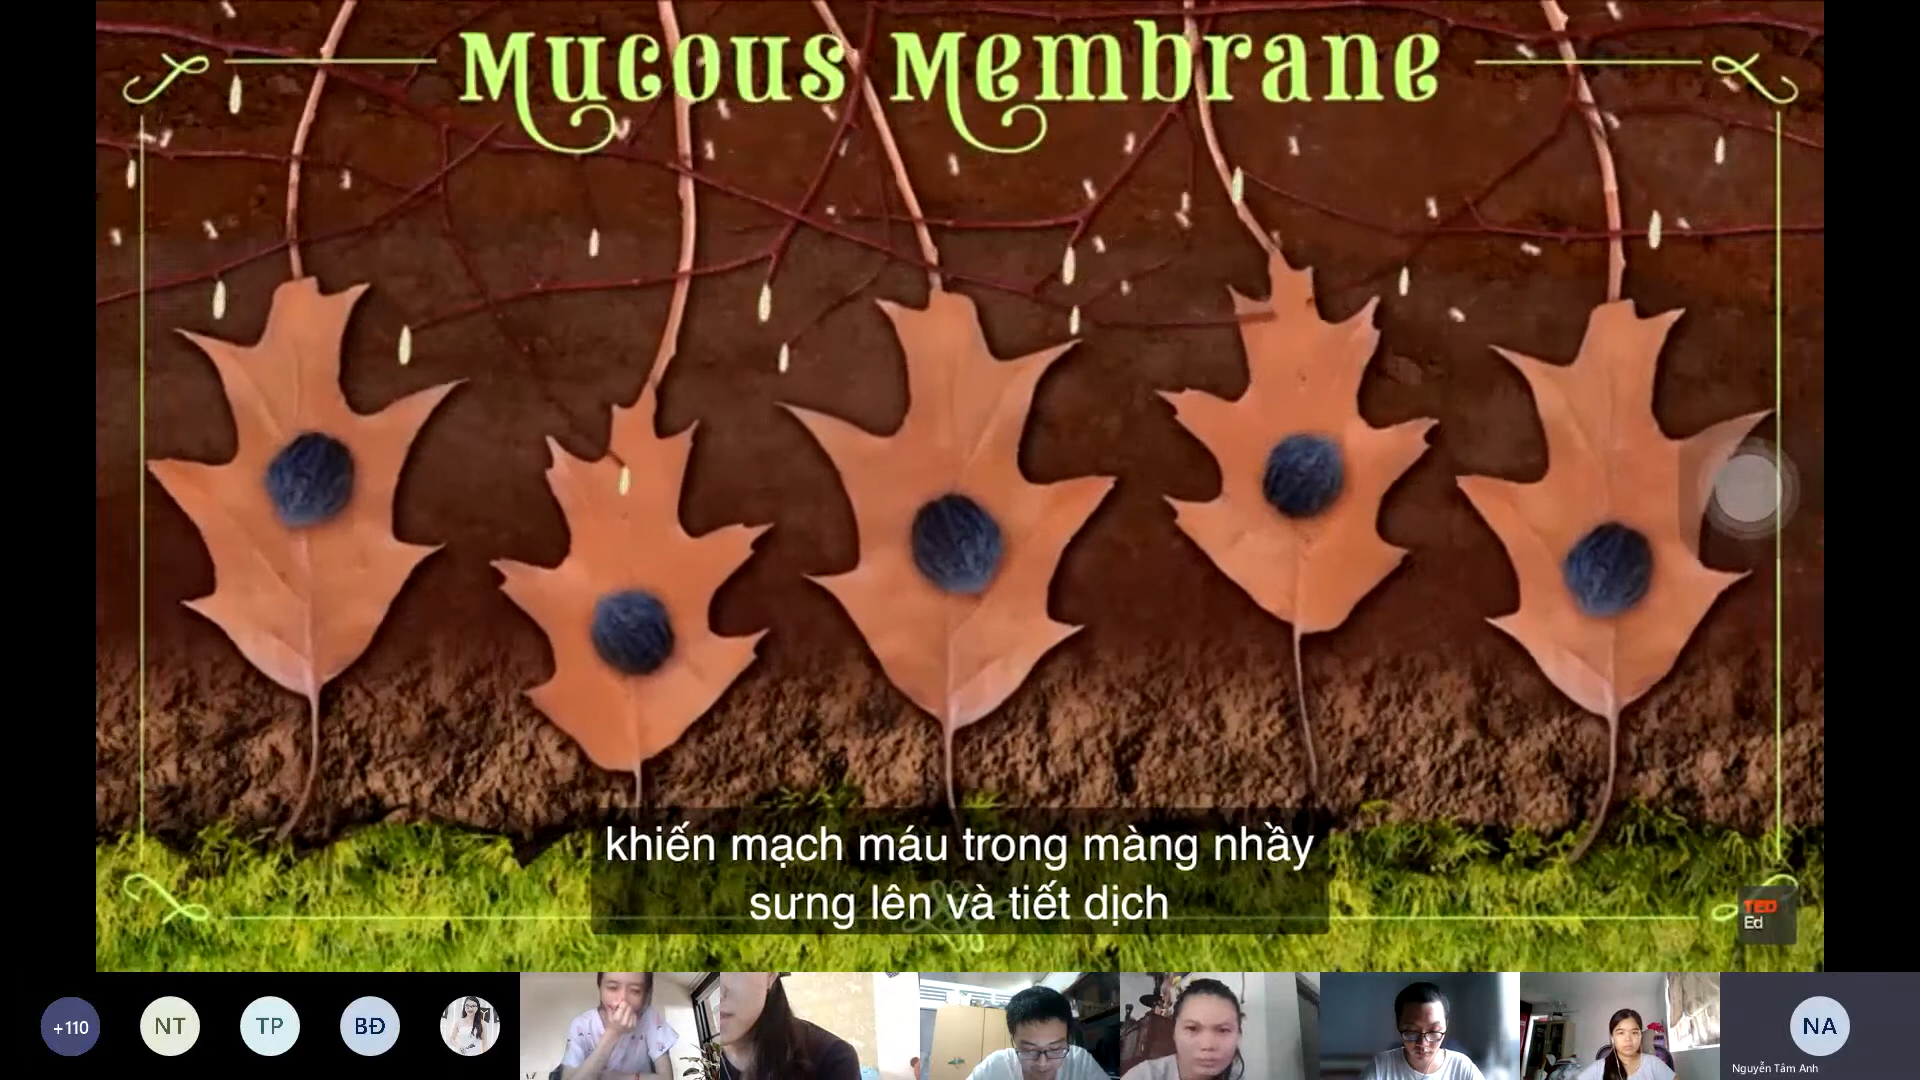 Mucous Membrane
khiến mạch máu trong màng nhầy
sưng lên và tiết dịch
TED
Ed
+110
NT
TP
BĐ
NA
Nguyễn Tâm Anh